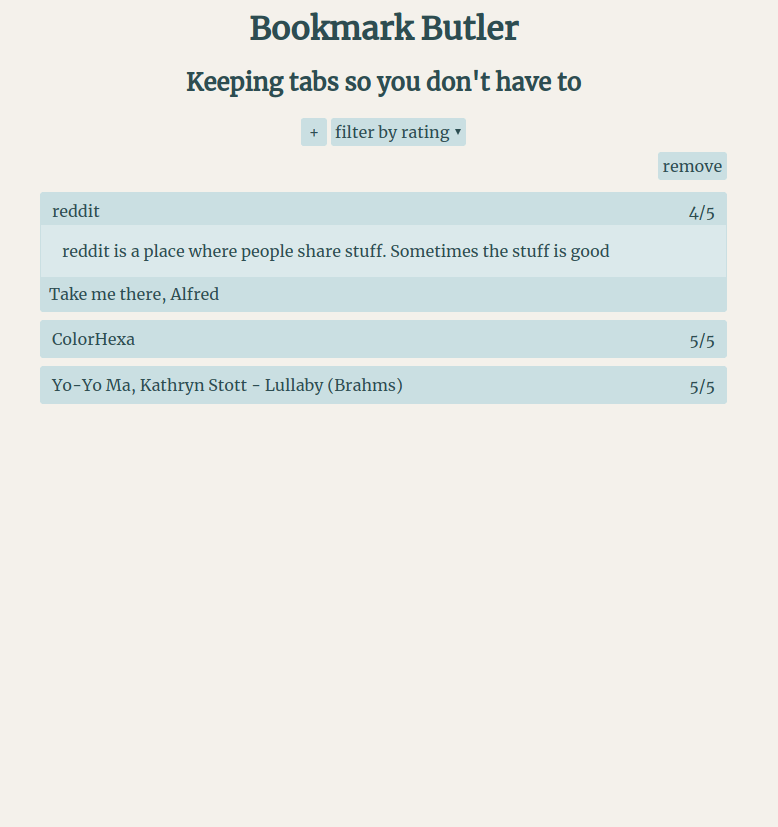 Bookmark Butler
Keeping tabs so you don't have to
+ filter by rating ▾
remove
reddit 4/5
reddit is a place where people share stuff. Sometimes the stuff is good
Take me there, Alfred
ColorHexa 5/5
Yo-Yo Ma, Kathryn Stott - Lullaby (Brahms) 5/5